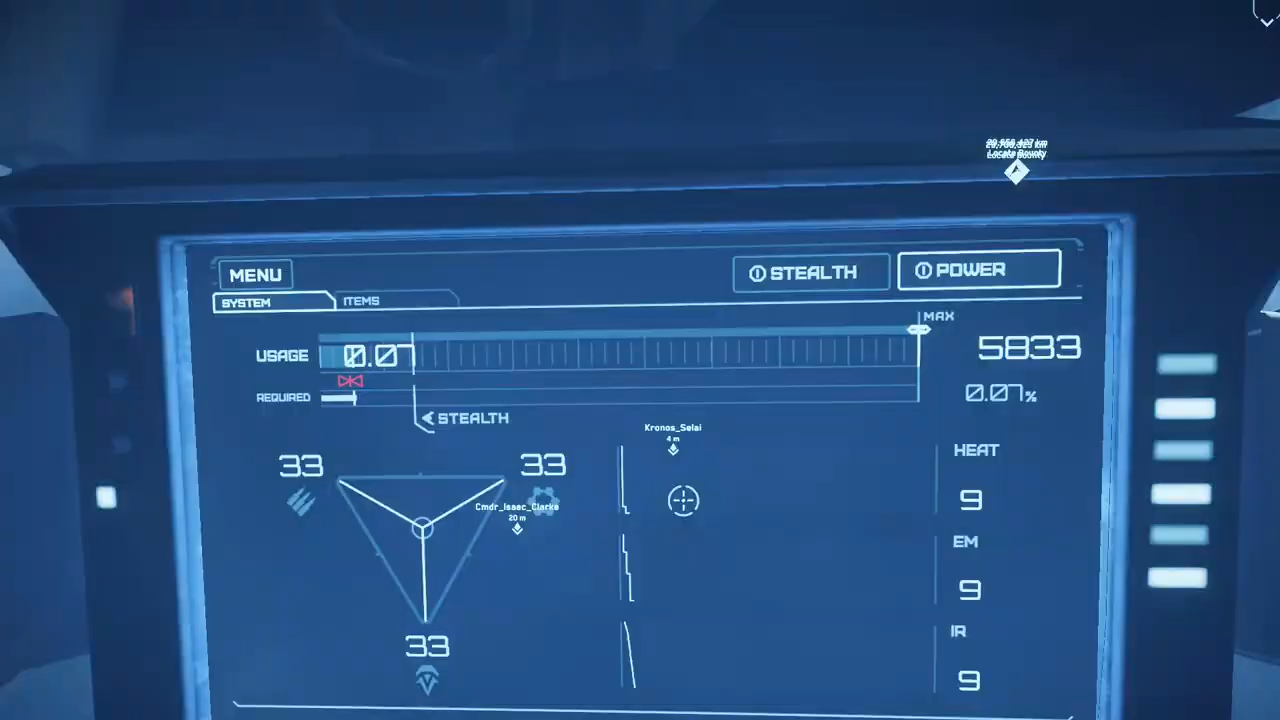 Locate Bounty
MENU
STEALTH
POWER
SYSTEM
ITEMS
MAX
USAGE
0.07
5833
REQUIRED
0.07%
STEALTH
Kronos_Selai
4 m
HEAT
33
33
9
Cmdr_Isaac_Clarke
20 m
EM
9
33
IR
9